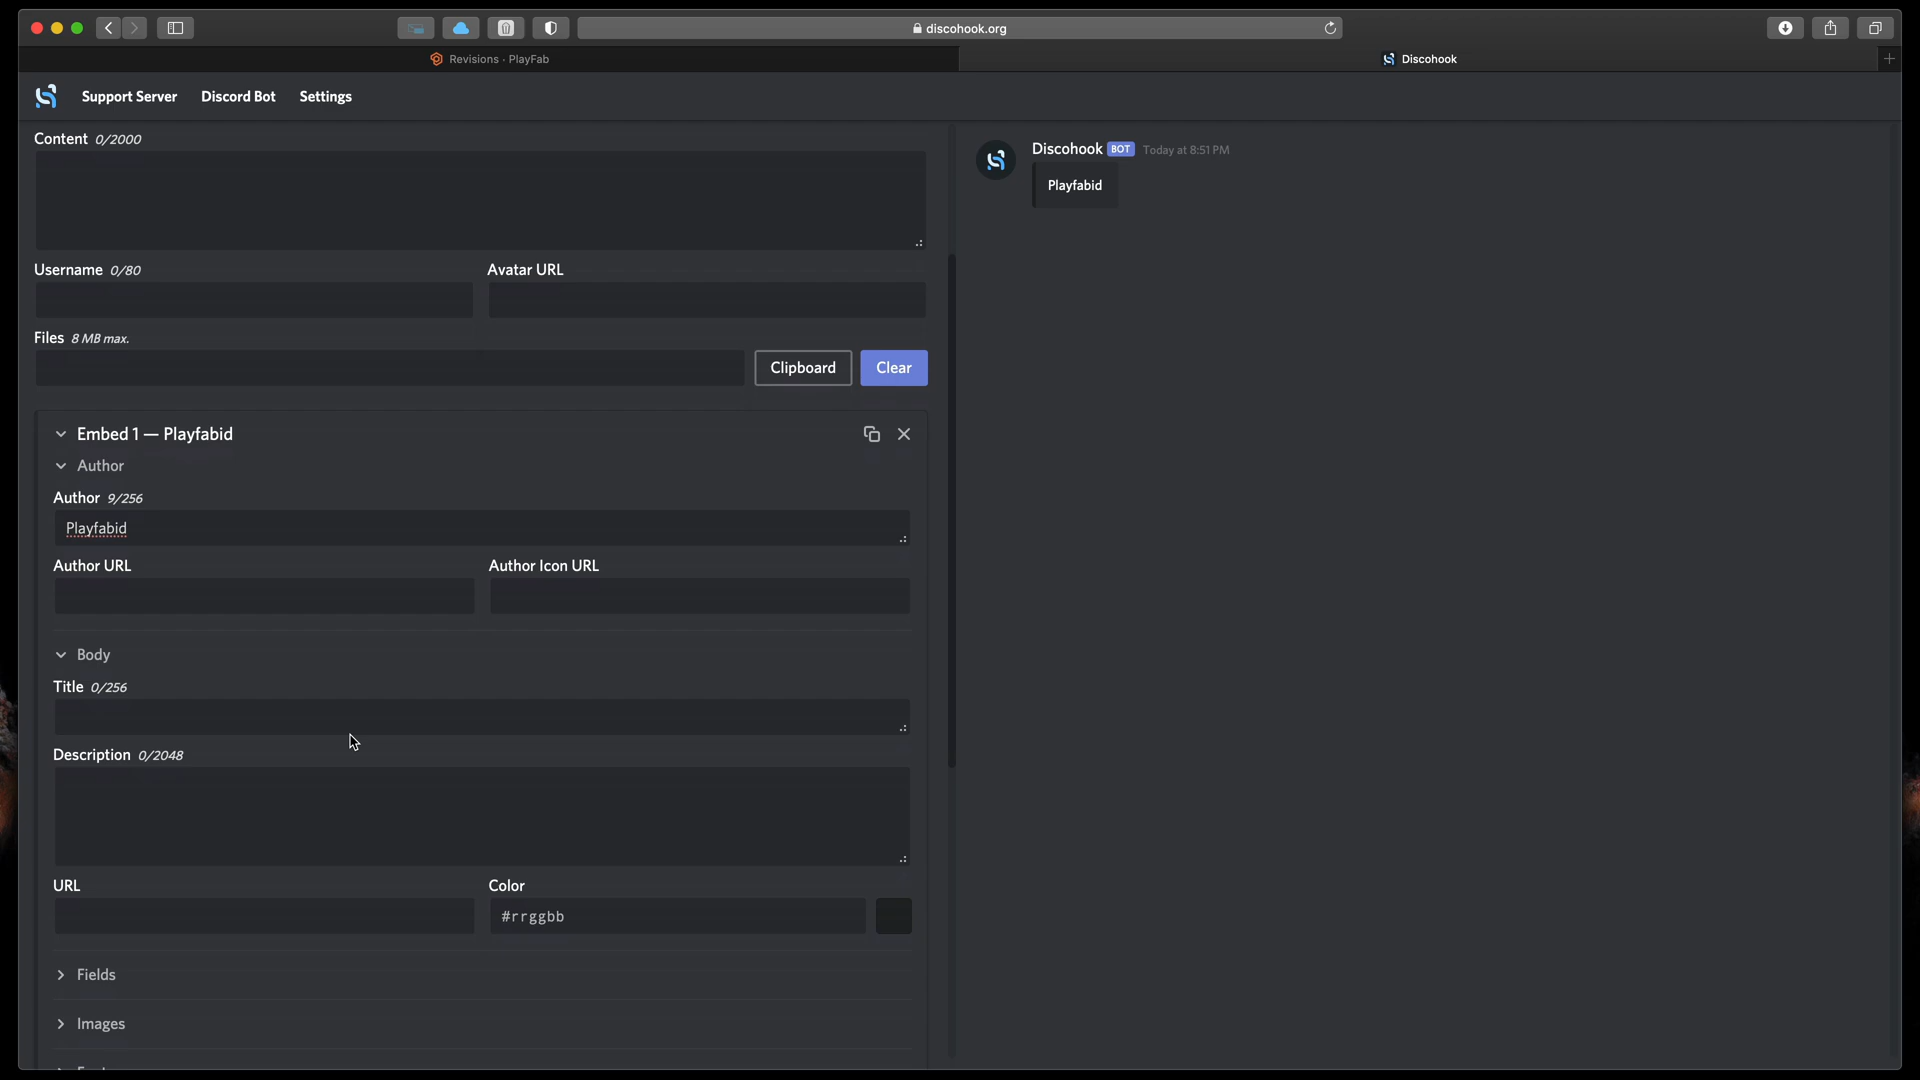 discohook.org
Revisions - PlayFab
Discohook
Support Server Discord Bot Settings
Content 0/2000
Username 0/80 Avatar URL
Files 8 MB max.
Clipboard Clear
Embed 1 — Playfabid
Author
Author 9/256
Playfabid
Author URL Author Icon URL
Body
Title 0/256
Description 0/2048
URL Color
#rrggbb
Fields
Images
Discohook BOT Today at 8:51 PM
Playfabid